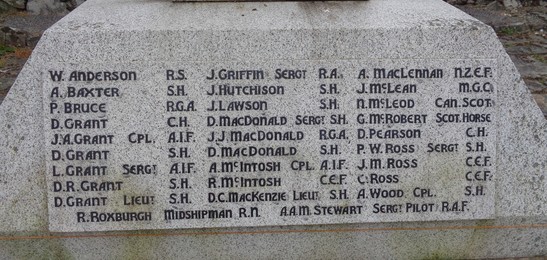 W. ANDERSON R.S. J. GRIFFIN SERGT R.A. A. MACLENNAN N.Z.E.F.
A. BAXTER S.H. J. HUTCHISON S.H. J. MCLEAN M.G.C.
P. BRUCE R.G.A. J. LAWSON S.H. N. MCLEOD CAN. SCOT.
D. GRANT C.H. D. MACDONALD SERGT S.H. G. MCROBERT SCOT. HORSE
J.A. GRANT CPL. A.I.F. J.J. MACDONALD R.G.A. D. PEARSON C.H.
D. GRANT S.H. D. MACDONALD S.H. P.W. ROSS SERGT S.H.
L. GRANT SERGT A.I.F. A. MCINTOSH CPL. A.I.F. J.M. ROSS C.E.F.
D.R. GRANT S.H. R. MCINTOSH C.E.F. C. ROSS C.E.F.
D. GRANT LIEUT S.H. D.C. MACKENZIE LIEUT S.H. A. WOOD CPL. S.H.
R. ROXBURGH MIDSHIPMAN R.N. A.A.M. STEWART SERGT PILOT R.A.F.